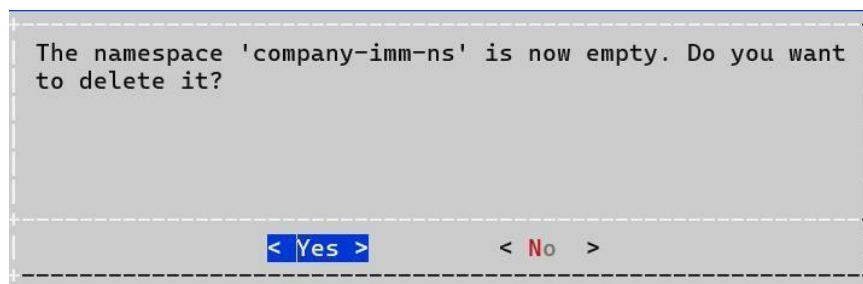 The namespace 'company-imm-ns' is now empty. Do you want
to delete it?
< Yes > < No >